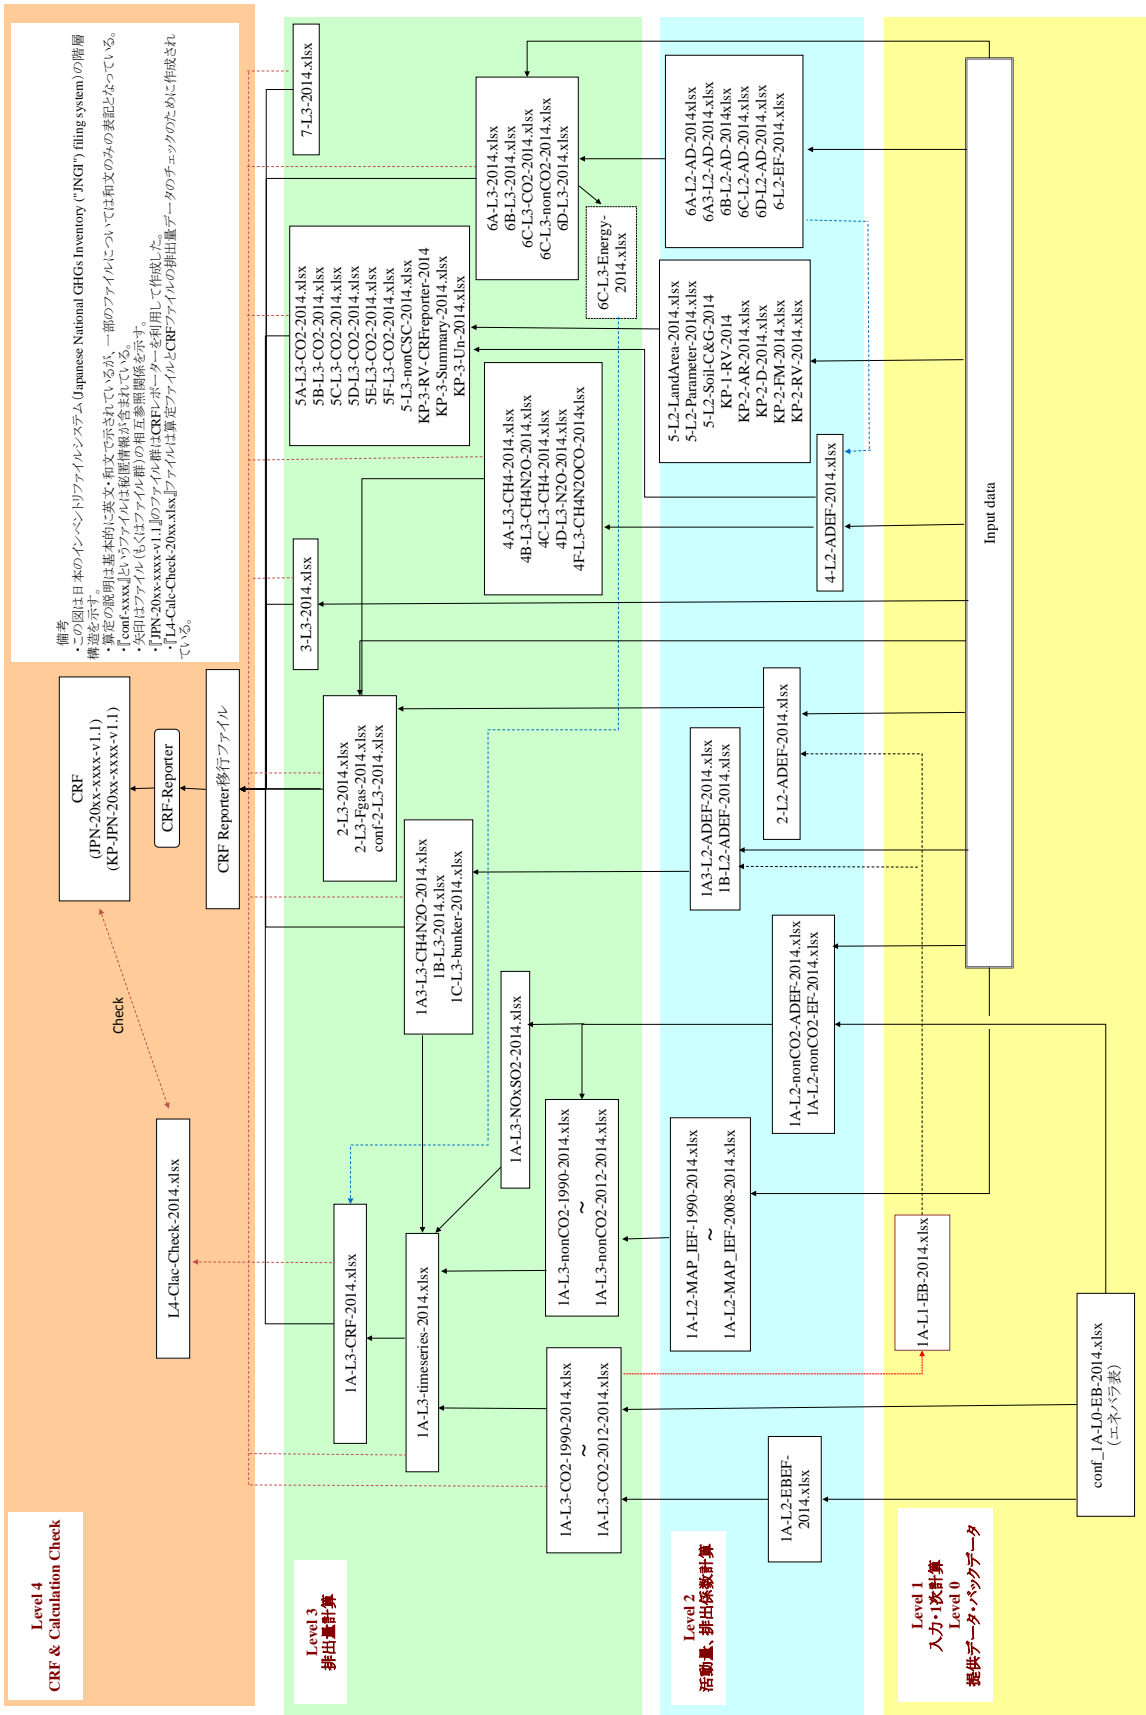 Level 4
CRF & Calculation Check
L4-Clac-Check-2014.xlsx
Check
CRF
(JPN-20xx-xxxx-v1.1)
(KP-JPN-20xx-xxxx-v1.1)
CRF-Reporter
CRF Reporter移行ファイル
備考
・この図は日本のインベントリファイルシステム(Japanese National GHGs Inventory ("JNGI") filing system)の階層
構造を示す。
・算定の説明は基本的に英文・和文で示されているが、一部のファイルについては和文のみの表記となっている。
・『conf-xxxx』というファイルは秘匿情報が含まれている。
・矢印はファイル(もくはファイル群)の相互参照関係を示す。
・『JPN-20xx-xxxx-v1.1』のファイル群はCRFレポーターを利用して作成した。
・『L4-Calc-Check-20xx.xlsx』ファイルは算定ファイルとCRFファイルの排出量データのチェックのために作成され
ている。
Level 3
排出量計算
1A-L3-CRF-2014.xlsx
1A-L3-timeseries-2014.xlsx
1A-L3-CO2-1990-2014.xlsx
~
1A-L3-CO2-2012-2014.xlsx
1A-L3-nonCO2-1990-2014.xlsx
~
1A-L3-nonCO2-2012-2014.xlsx
1A-L3-NOxSO2-2014.xlsx
1A3-L3-CH4N2O-2014.xlsx
1B-L3-2014.xlsx
1C-L3-bunker-2014.xlsx
2-L3-2014.xlsx
2-L3-Fgas-2014.xlsx
conf-2-L3-2014.xlsx
3-L3-2014.xlsx
4A-L3-CH4-2014.xlsx
4B-L3-CH4N2O-2014.xlsx
4C-L3-CH4-2014.xlsx
4D-L3-N2O-2014.xlsx
4F-L3-CH4N2OCO-2014xlsx
5A-L3-CO2-2014.xlsx
5B-L3-CO2-2014.xlsx
5C-L3-CO2-2014.xlsx
5D-L3-CO2-2014.xlsx
5E-L3-CO2-2014.xlsx
5F-L3-CO2-2014.xlsx
5-L3-nonCSC-2014.xlsx
KP-3-RV-CRFreporter-2014
KP-3-Summary-2014.xlsx
KP-3-Un-2014.xlsx
6A-L3-2014.xlsx
6B-L3-2014.xlsx
6C-L3-CO2-2014.xlsx
6C-L3-nonCO2-2014.xlsx
6D-L3-2014.xlsx
6C-L3-Energy-
2014.xlsx
7-L3-2014.xlsx
Level 2
活動量、排出係数計算
1A-L2-EBEF-
2014.xlsx
1A-L2-MAP_IEF-1990-2014.xlsx
~
1A-L2-MAP_IEF-2008-2014.xlsx
1A-L2-nonCO2-ADEF-2014.xlsx
1A-L2-nonCO2-EF-2014.xlsx
1A3-L2-ADEF-2014.xlsx
1B-L2-ADEF-2014.xlsx
2-L2-ADEF-2014.xlsx
4-L2-ADEF-2014.xlsx
5-L2-LandArea-2014.xlsx
5-L2-Parameter-2014.xlsx
5-L2-Soil-C&G-2014
KP-1-RV-2014
KP-2-AR-2014.xlsx
KP-2-D-2014.xlsx
KP-2-FM-2014.xlsx
KP-2-RV-2014.xlsx
6A-L2-AD-2014xlsx
6A3-L2-AD-2014.xlsx
6B-L2-AD-2014xlsx
6C-L2-AD-2014.xlsx
6D-L2-AD-2014.xlsx
6-L2-EF-2014.xlsx
Level 1
入力・1次計算
Level 0
提供データ・バックデータ
conf_1A-L0-EB-2014.xlsx
（エネバラ表）
1A-L1-EB-2014.xlsx
Input data